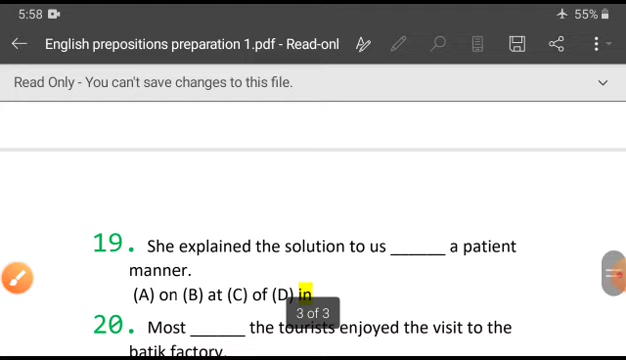 5:58 55%
English prepositions preparation 1.pdf - Read-onl
Read Only - You can't save changes to this file.
19. She explained the solution to us ______ a patient
manner.
(A) on (B) at (C) of (D) in
3 of 3
20. Most ______ the tourists enjoyed the visit to the
batik factory.